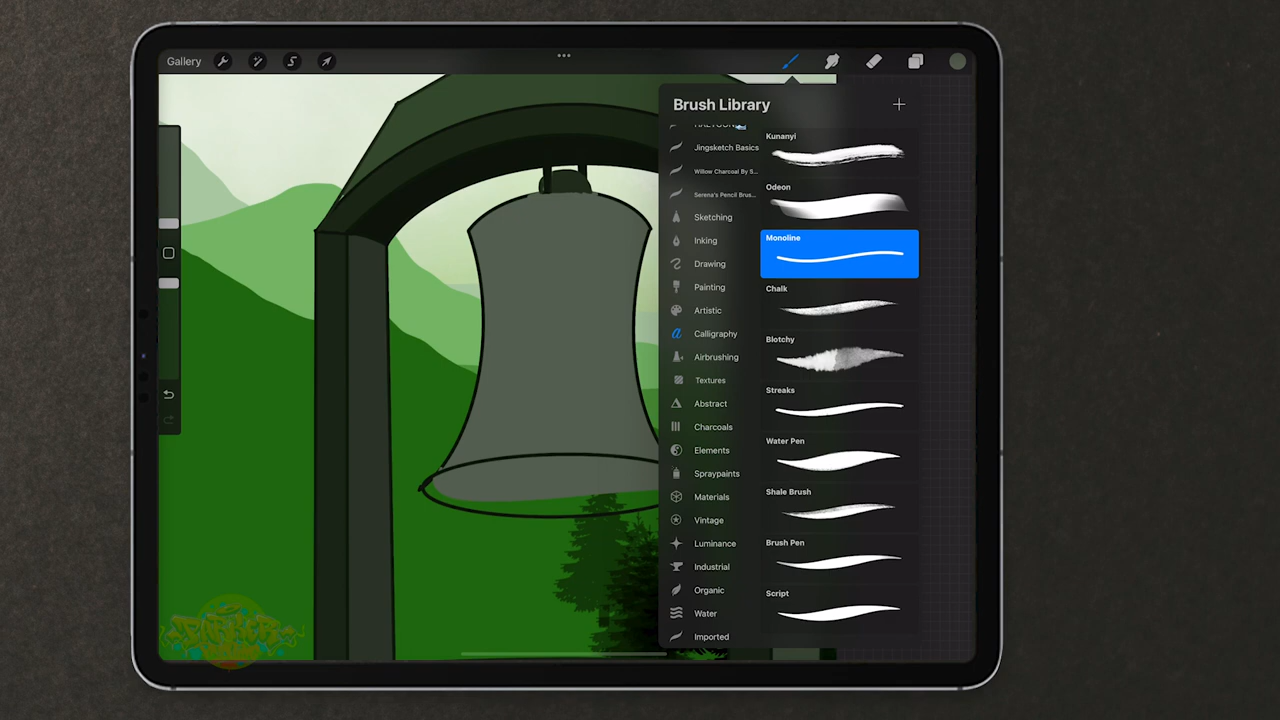 Gallery
Brush Library
Jingsketch Basics
Willow Charcoal By S...
Serena's Pencil Brus...
Sketching
Inking
Drawing
Painting
Artistic
Calligraphy
Airbrushing
Textures
Abstract
Charcoals
Elements
Spraypaints
Materials
Vintage
Luminance
Industrial
Organic
Water
Imported
Kunanyi
Odeon
Monoline
Chalk
Blotchy
Streaks
Water Pen
Shale Brush
Brush Pen
Script